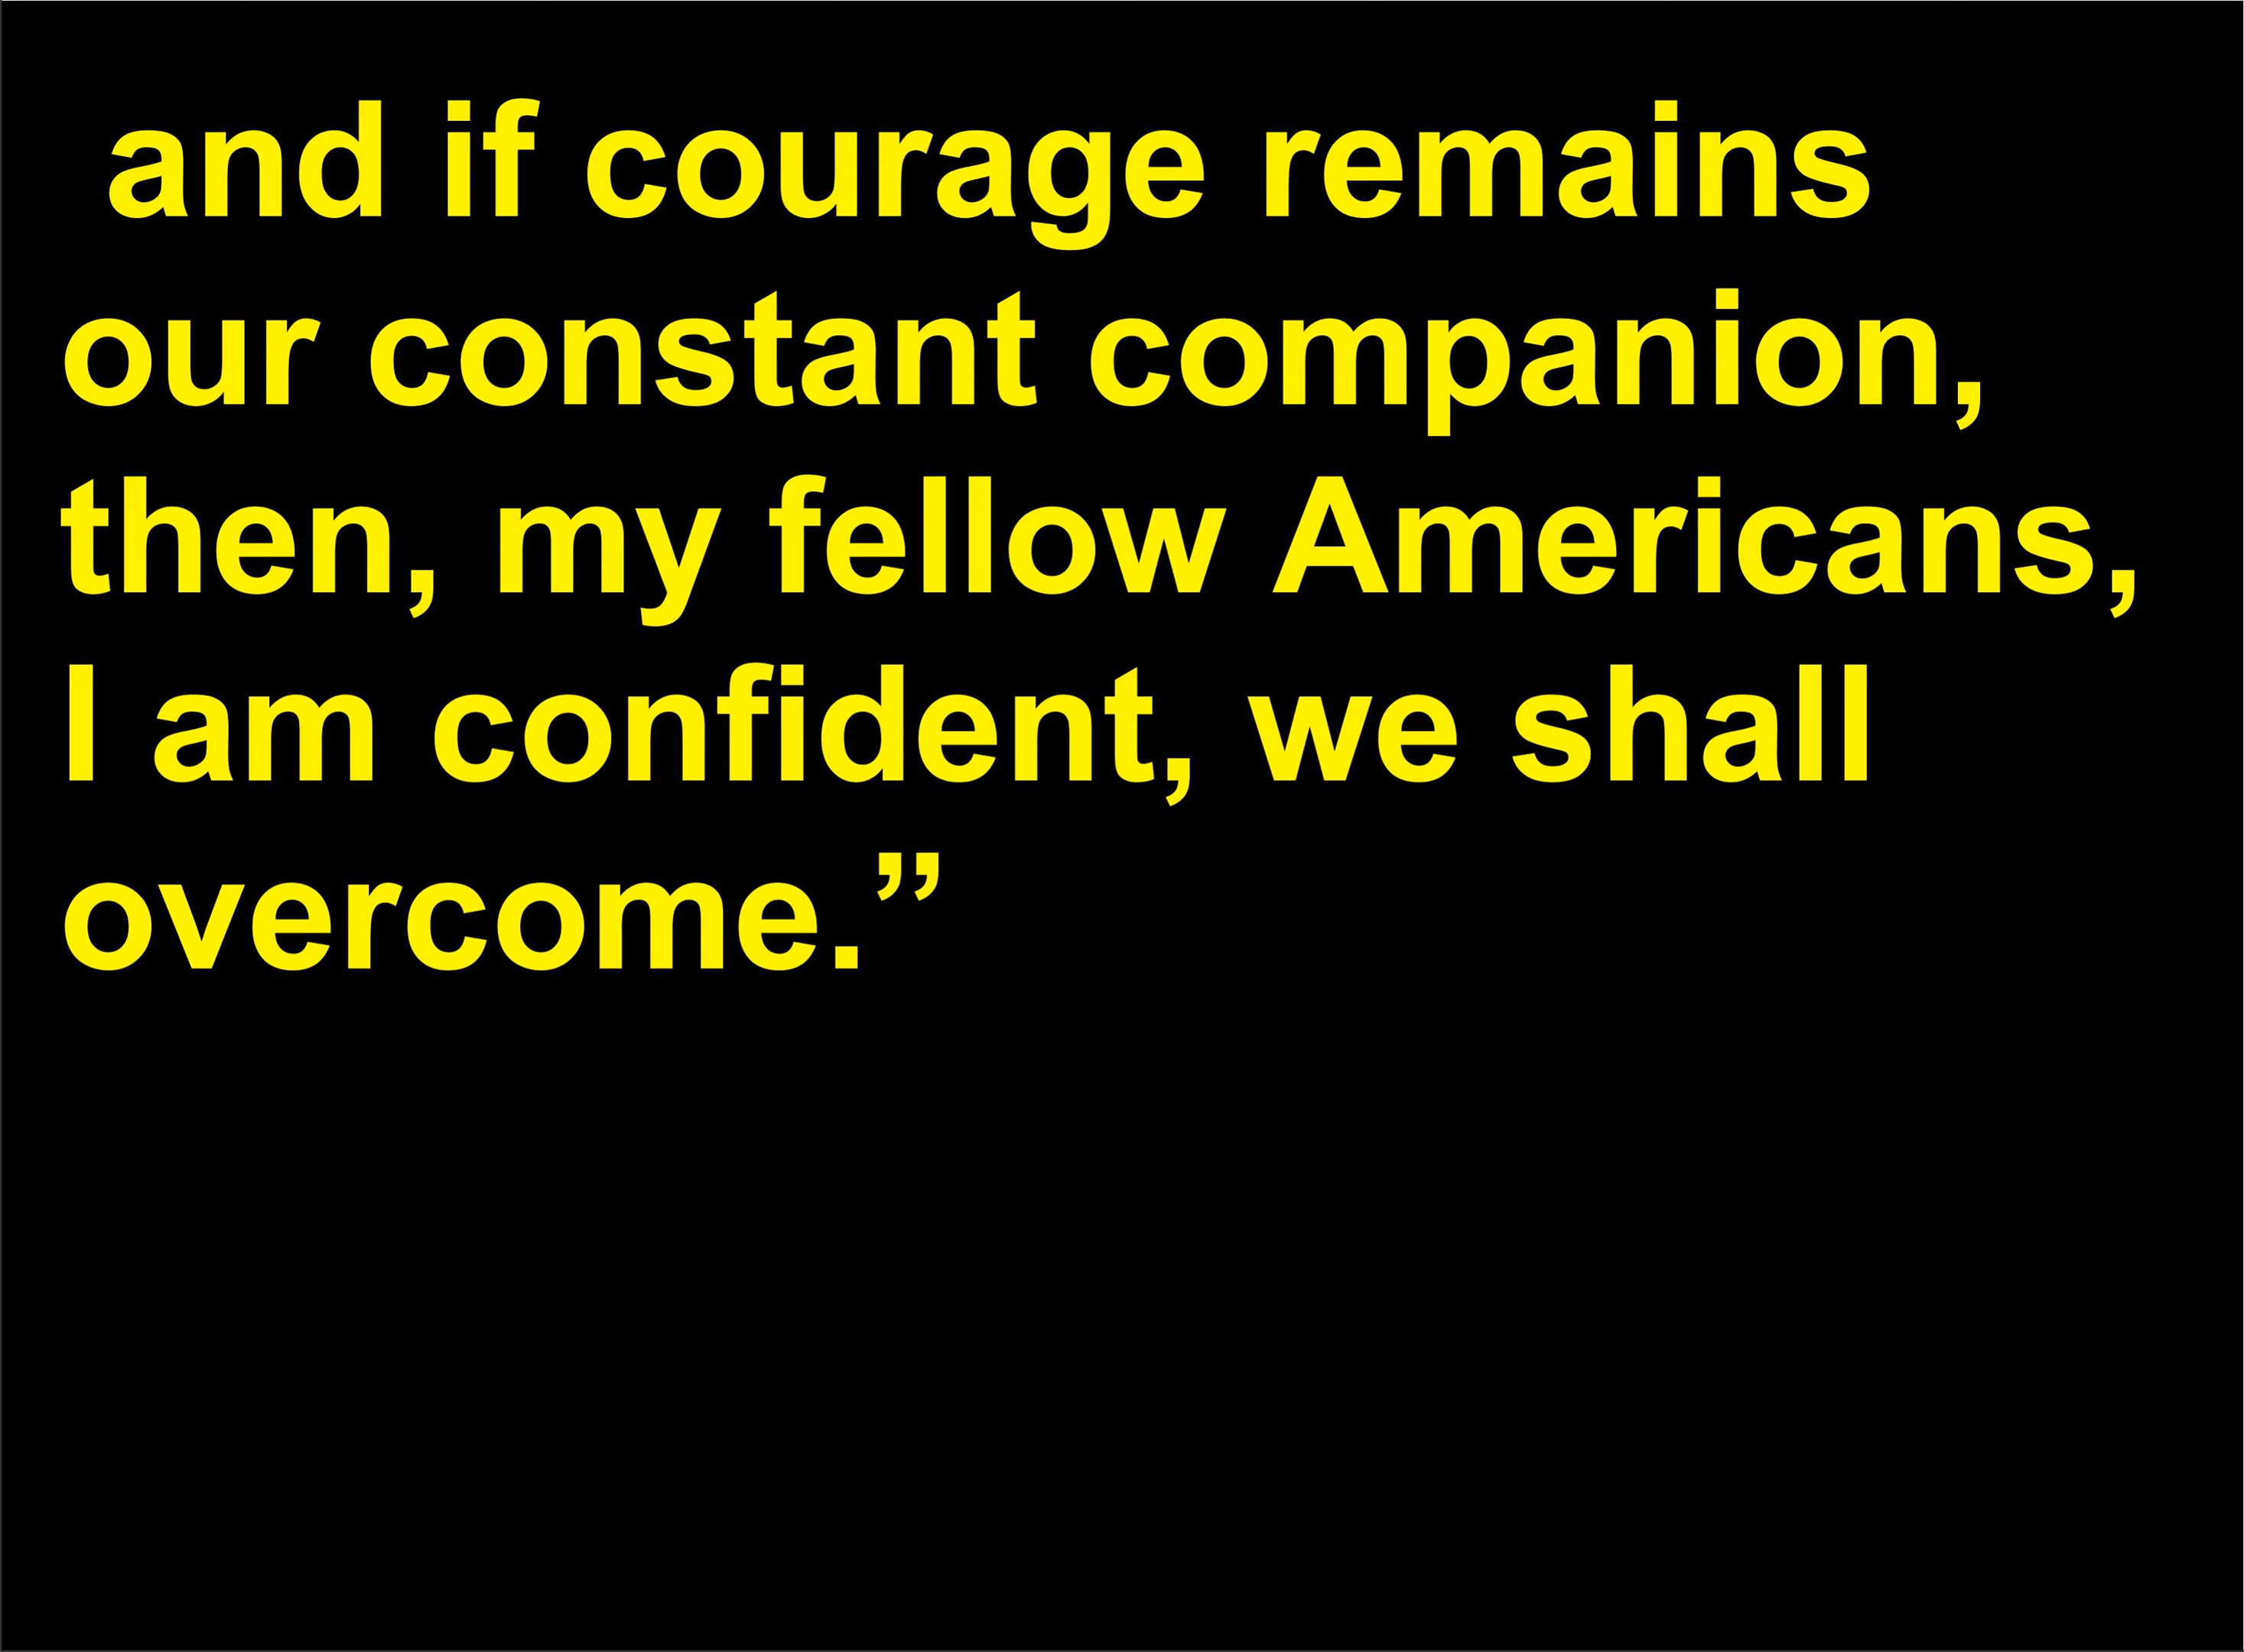 and if courage remains
our constant companion,
then, my fellow Americans,
I am confident, we shall
overcome.”